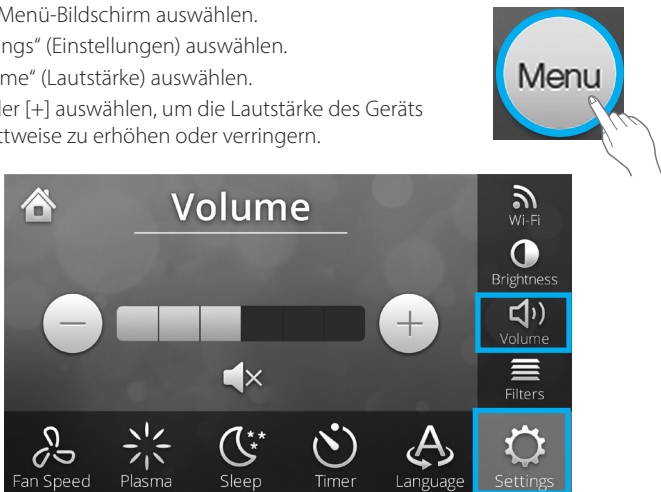 Menü-Bildschirm auswählen.
ngs“ (Einstellungen) auswählen.
me“ (Lautstärke) auswählen.
er [+] auswählen, um die Lautstärke des Geräts
ttweise zu erhöhen oder verringern.
Menu
Volume
Wi-Fi
Brightness
Volume
Filters
Fan Speed
Plasma
Sleep
Timer
Language
Settings